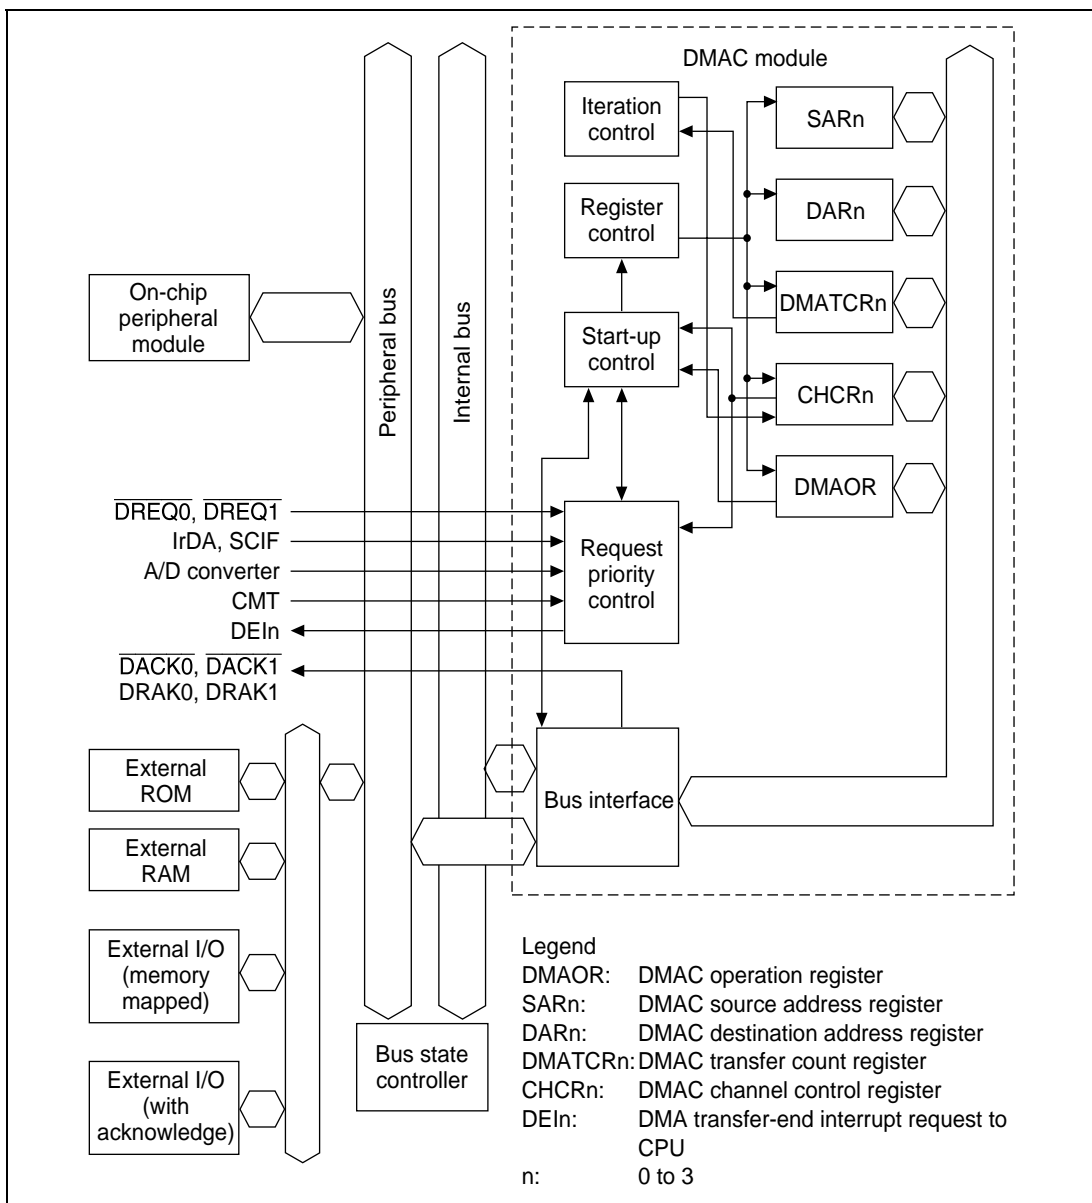 DMAC module
Iteration
control
SARn
Register
control
DARn
On-chip
peripheral
module
Peripheral bus
Internal bus
Start-up
control
DMATCRn
CHCRn
DMAOR
DREQ0, DREQ1
IrDA, SCIF
A/D converter
CMT
DEIn
DACK0, DACK1
DRAK0, DRAK1
Request
priority
control
External
ROM
Bus interface
External
RAM
External I/O
(memory
mapped)
External I/O
(with
acknowledge)
Bus state
controller
Legend
DMAOR: DMAC operation register
SARn: DMAC source address register
DARn: DMAC destination address register
DMATCRn: DMAC transfer count register
CHCRn: DMAC channel control register
DEIn: DMA transfer-end interrupt request to
CPU
n: 0 to 3